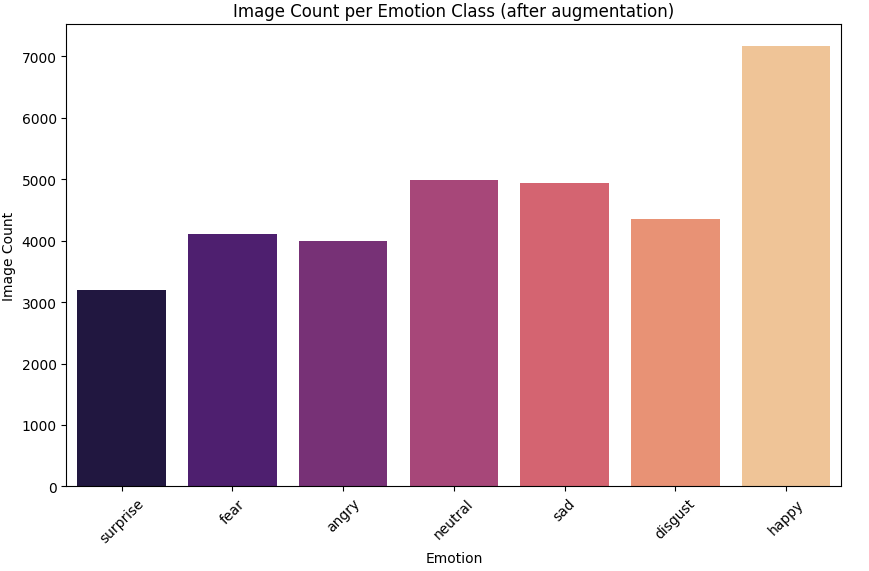 Image Count per Emotion Class (after augmentation)
7000
6000
5000
4000
3000
2000
1000
0
Image Count
surprise
fear
angry
neutral
sad
disgust
happy
Emotion